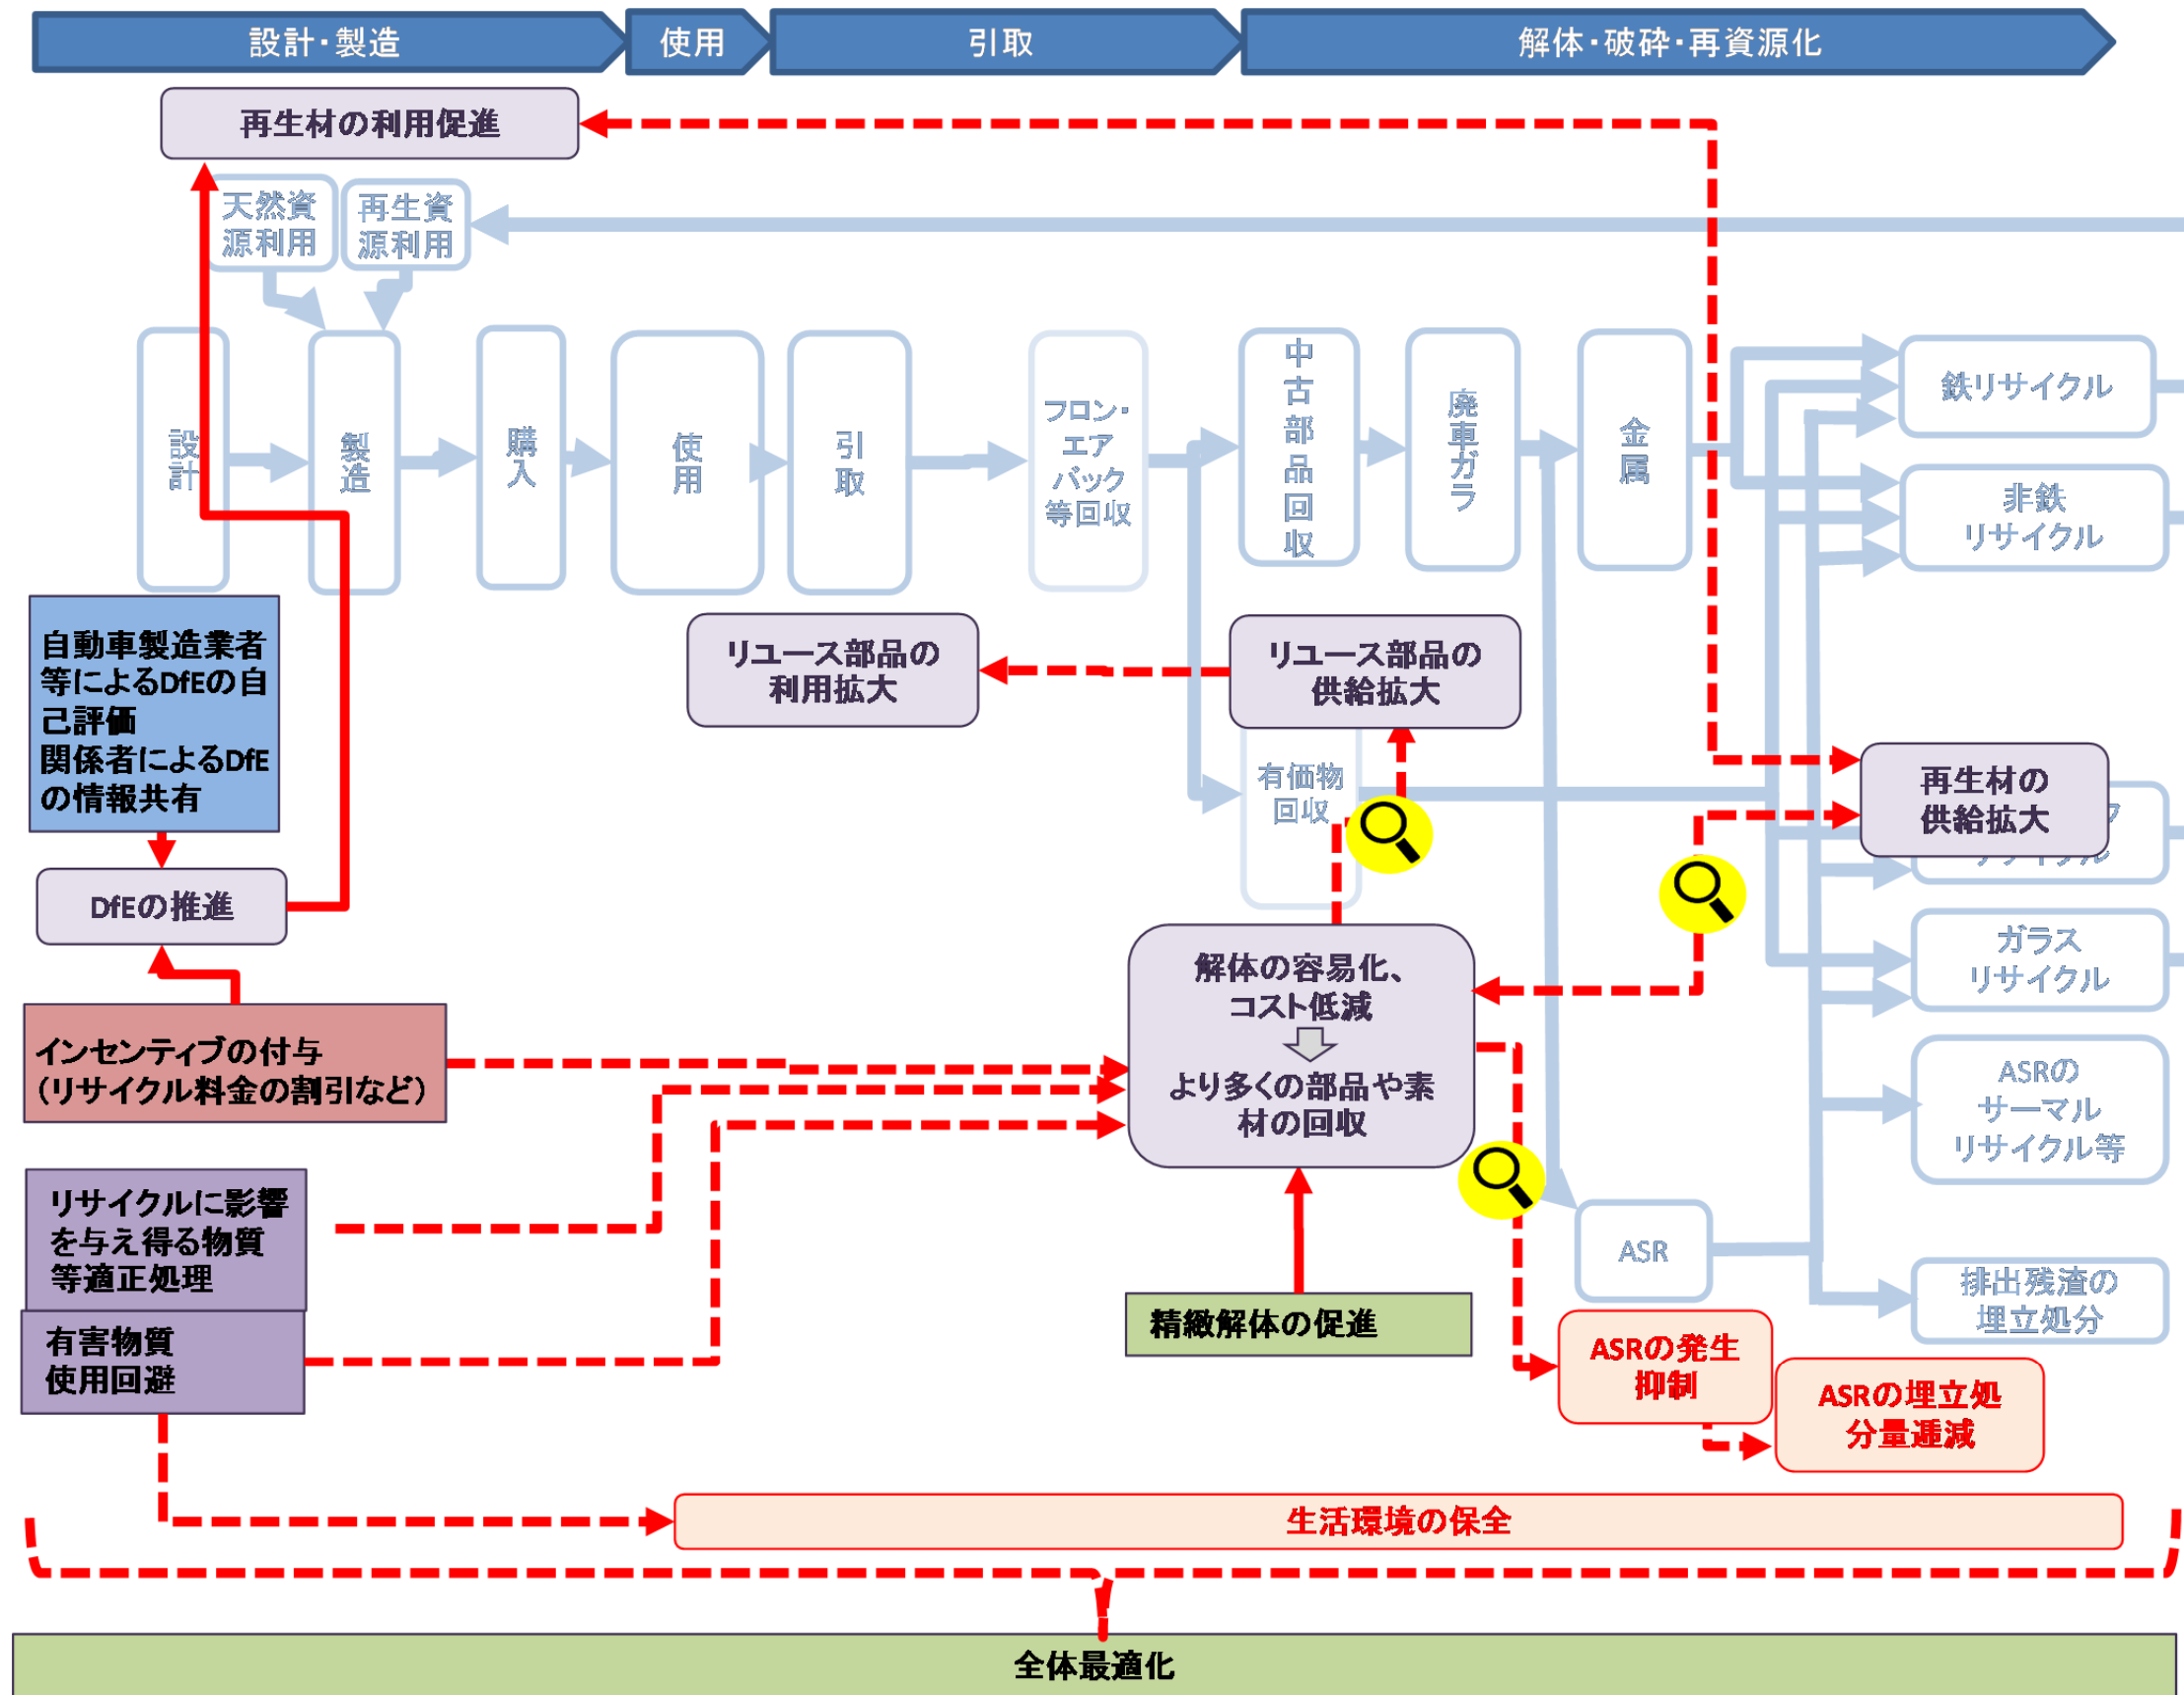 設計・製造
使用
引取
解体・破砕・再資源化
再生材の利用促進
天然資
源利用
再生資
源利用
設計
製造
購入
使用
引取
フロン・
エア
バック
等回収
中古部品回収
廃車ガラ
金属
鉄リサイクル
非鉄
リサイクル
自動車製造業者
等によるDfEの自
己評価
関係者によるDfE
の情報共有
リユース部品の
利用拡大
リユース部品の
供給拡大
有価物
回収
再生材の
供給拡大
リサイクル
DfEの推進
ガラス
リサイクル
解体の容易化、
コスト低減
より多くの部品や素
材の回収
インセンティブの付与
（リサイクル料金の割引など）
ASRの
サーマル
リサイクル等
リサイクルに影響
を与え得る物質
等適正処理
ASR
排出残渣の
埋立処分
有害物質
使用回避
精緻解体の促進
ASRの発生
抑制
ASRの埋立処
分量逓減
生活環境の保全
全体最適化